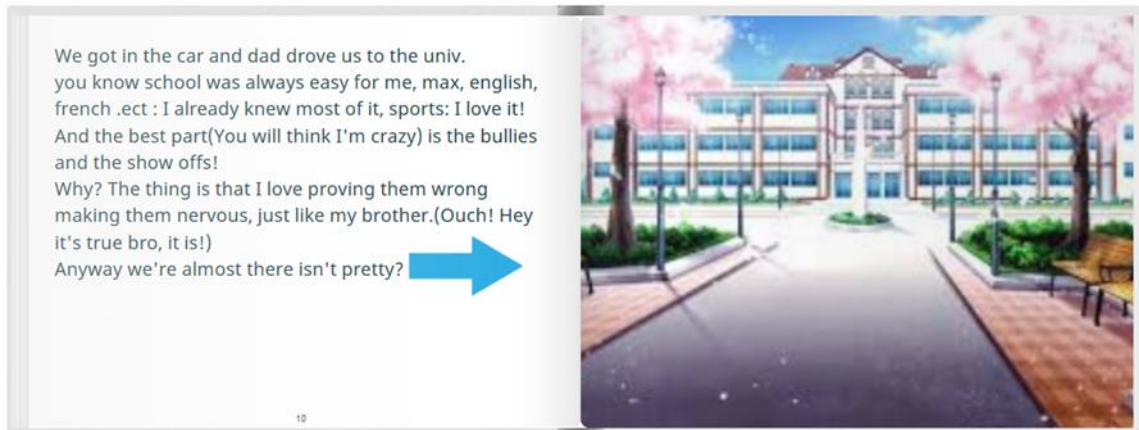 We got in the car and dad drove us to the univ.
you know school was always easy for me, max, english,
french .ect : I already knew most of it, sports: I love it!
And the best part(You will think I'm crazy) is the bullies
and the show offs!
Why? The thing is that I love proving them wrong
making them nervous, just like my brother.(Ouch! Hey
it's true bro, it is!)
Anyway we're almost there isn't pretty?
10